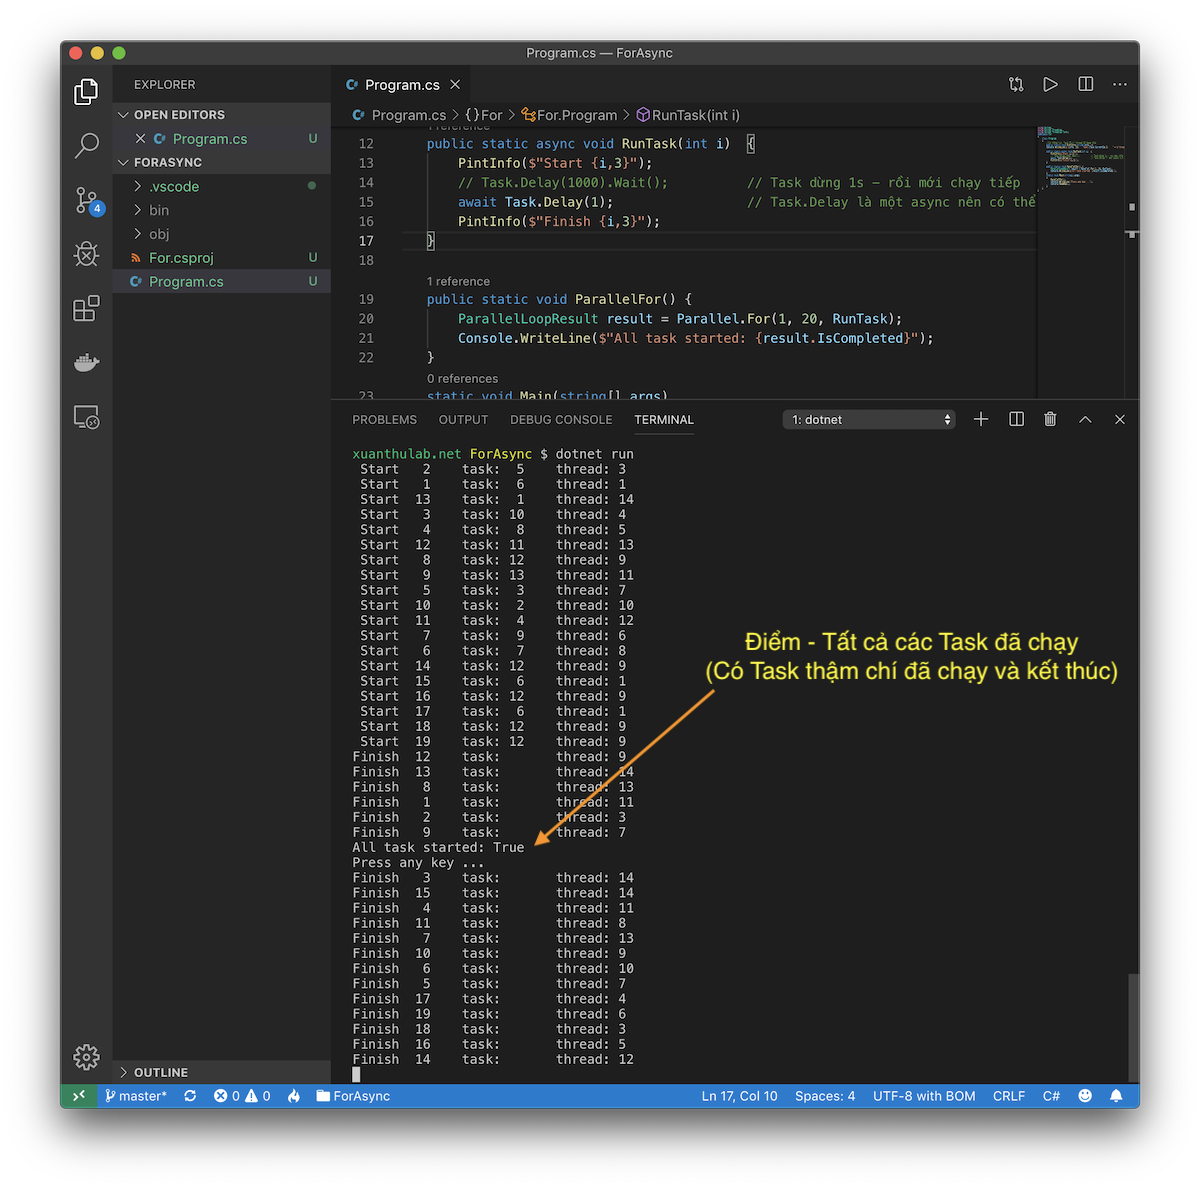 Program.cs — ForAsync
EXPLORER
OPEN EDITORS
Program.cs U
FORASYNC
.vscode
bin
obj
For.csproj U
Program.cs U
OUTLINE
4
Program.cs
Program.cs > {} For > For.Program > RunTask(int i)
1 reference
12 public static async void RunTask(int i) {
13 PintInfo($"Start {i,3}");
14 // Task.Delay(1000).Wait(); // Task dừng 1s – rồi mới chạy tiếp
15 await Task.Delay(1); // Task.Delay là một async nên có thể
16 PintInfo($"Finish {i,3}");
17 }
18
1 reference
19 public static void ParallelFor() {
20 ParallelLoopResult result = Parallel.For(1, 20, RunTask);
21 Console.WriteLine($"All task started: {result.IsCompleted}");
22 }
0 references
23 static void Main(string[] args)
PROBLEMS OUTPUT DEBUG CONSOLE TERMINAL 1: dotnet
xuanthulab.net ForAsync $ dotnet run
Start 2 task: 5 thread: 3
Start 1 task: 6 thread: 1
Start 13 task: 1 thread: 14
Start 3 task: 10 thread: 4
Start 4 task: 8 thread: 5
Start 12 task: 11 thread: 13
Start 8 task: 12 thread: 9
Start 9 task: 13 thread: 11
Start 5 task: 3 thread: 7
Start 10 task: 2 thread: 10
Start 11 task: 4 thread: 12
Start 7 task: 9 thread: 6
Start 6 task: 7 thread: 8
Start 14 task: 12 thread: 9
Start 15 task: 6 thread: 1
Start 16 task: 12 thread: 9
Start 17 task: 6 thread: 1
Start 18 task: 12 thread: 9
Start 19 task: 12 thread: 9
Finish 12 task: thread: 9
Finish 13 task: thread: 14
Finish 8 task: thread: 13
Finish 1 task: thread: 11
Finish 2 task: thread: 3
Finish 9 task: thread: 7
All task started: True
Press any key ...
Finish 3 task: thread: 14
Finish 15 task: thread: 14
Finish 4 task: thread: 11
Finish 11 task: thread: 8
Finish 7 task: thread: 13
Finish 10 task: thread: 9
Finish 6 task: thread: 10
Finish 5 task: thread: 7
Finish 17 task: thread: 4
Finish 19 task: thread: 6
Finish 18 task: thread: 3
Finish 16 task: thread: 5
Finish 14 task: thread: 12
Điểm - Tất cả các Task đã chạy
(Có Task thậm chí đã chạy và kết thúc)
master* 0 0 ForAsync Ln 17, Col 10 Spaces: 4 UTF-8 with BOM CRLF C#